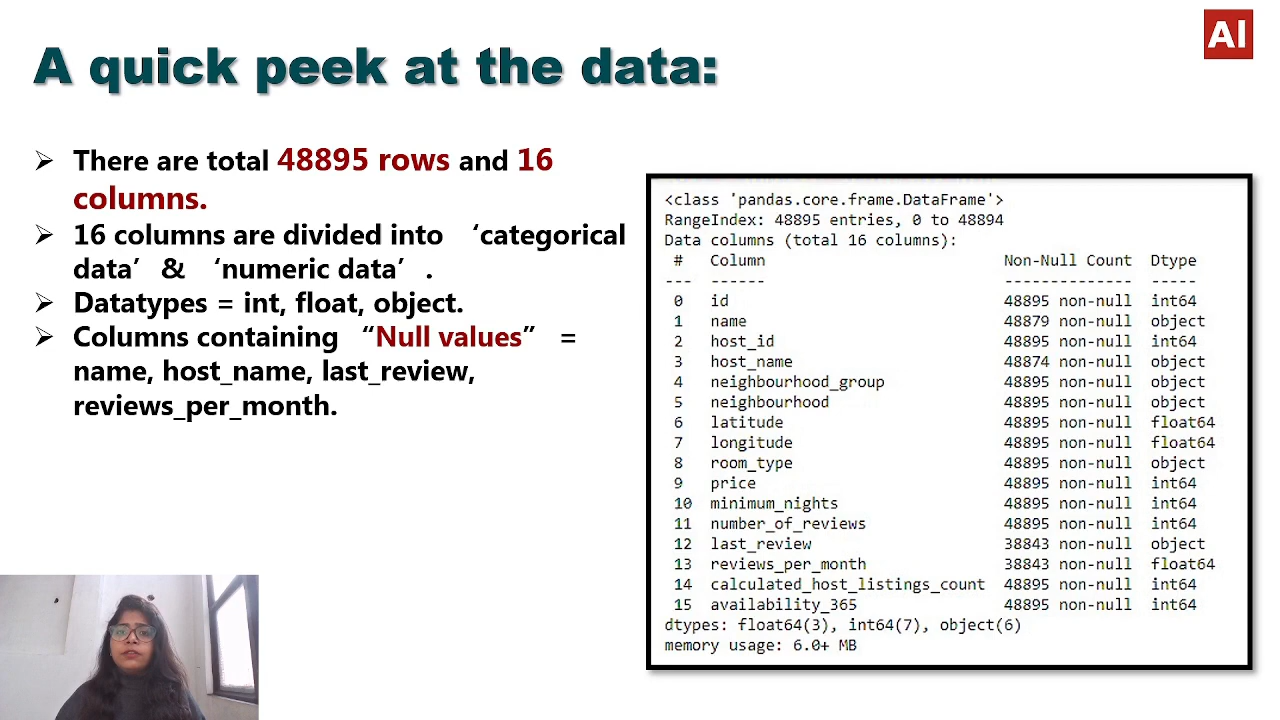 AI
A quick peek at the data:
➢ There are total 48895 rows and 16
columns.
➢ 16 columns are divided into ‘categorical
data’ & ‘numeric data’ .
➢ Datatypes = int, float, object.
➢ Columns containing “Null values” =
name, host_name, last_review,
reviews_per_month.
<class 'pandas.core.frame.DataFrame'>
RangeIndex: 48895 entries, 0 to 48894
Data columns (total 16 columns):
# Column Non-Null Count Dtype
--- ------ -------------- -----
0 id 48895 non-null int64
1 name 48879 non-null object
2 host_id 48895 non-null int64
3 host_name 48874 non-null object
4 neighbourhood_group 48895 non-null object
5 neighbourhood 48895 non-null object
6 latitude 48895 non-null float64
7 longitude 48895 non-null float64
8 room_type 48895 non-null object
9 price 48895 non-null int64
10 minimum_nights 48895 non-null int64
11 number_of_reviews 48895 non-null int64
12 last_review 38843 non-null object
13 reviews_per_month 38843 non-null float64
14 calculated_host_listings_count 48895 non-null int64
15 availability_365 48895 non-null int64
dtypes: float64(3), int64(7), object(6)
memory usage: 6.0+ MB